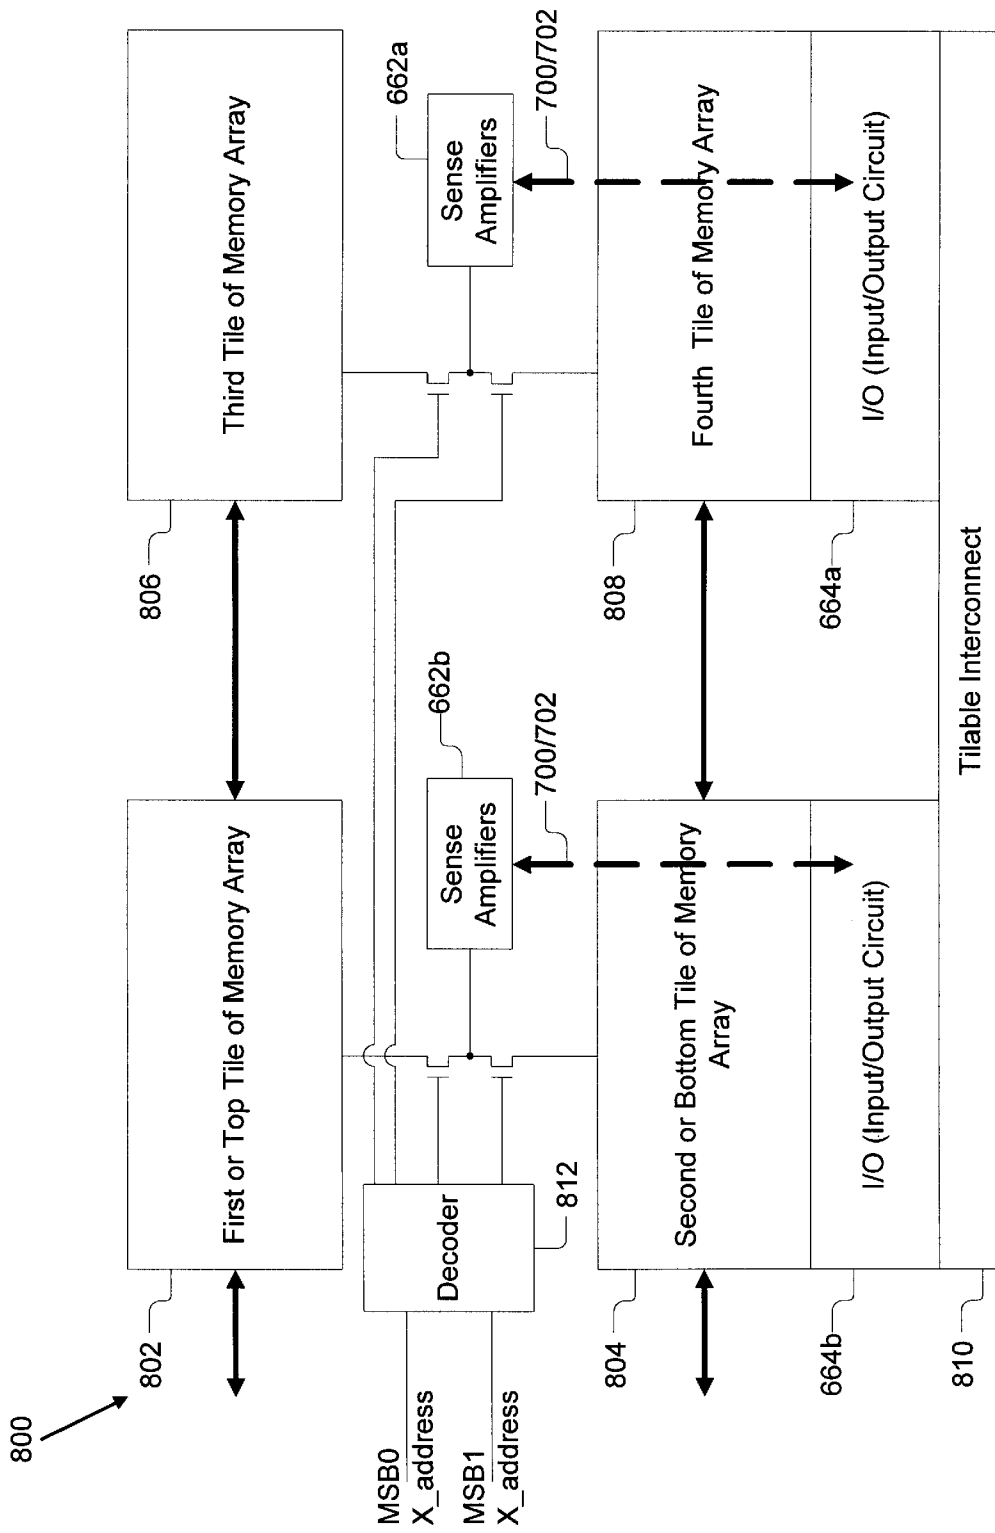 800
802
First or Top Tile of Memory Array
806
Third Tile of Memory Array
MSB0
X_address
MSB1
X_address
Decoder
812
Sense
Amplifiers
662b
700/702
Sense
Amplifiers
662a
700/702
804
Second or Bottom Tile of Memory
Array
808
Fourth Tile of Memory Array
664b
I/O (Input/Output Circuit)
664a
I/O (Input/Output Circuit)
810
Tilable Interconnect